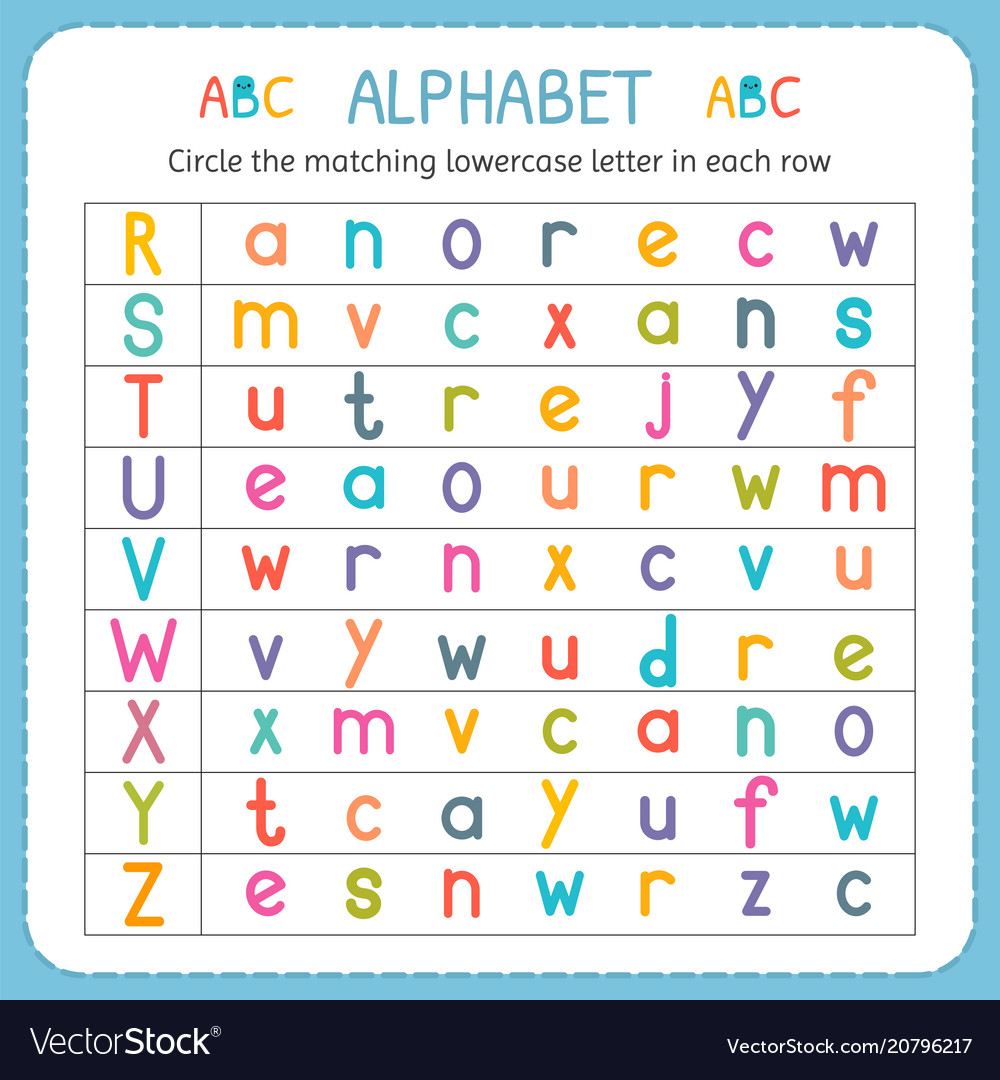 ABC ALPHABET ABC
Circle the matching lowercase letter in each row
R a n o r e c w
S m v c x a n s
T u t r e j y f
U e a o u r w m
V w r n x c v u
W v y w u d r e
X x m v c a n o
Y t c a y u f w
Z e s n w r z c
VectorStock® VectorStock.com/20796217